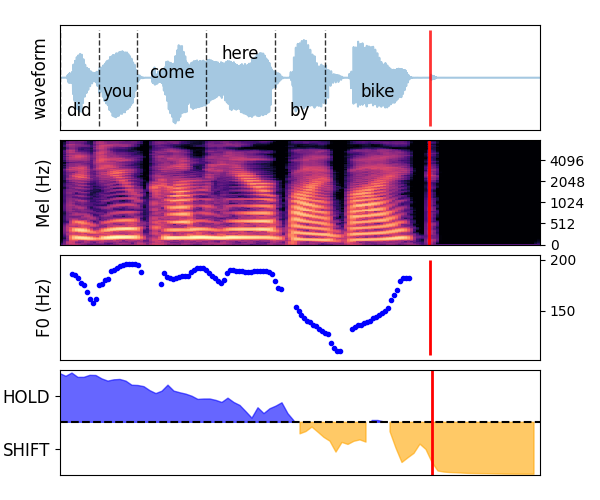 waveform
did
you
come
here
by
bike
Mel (Hz)
4096
2048
1024
512
0
F0 (Hz)
200
150
HOLD
SHIFT